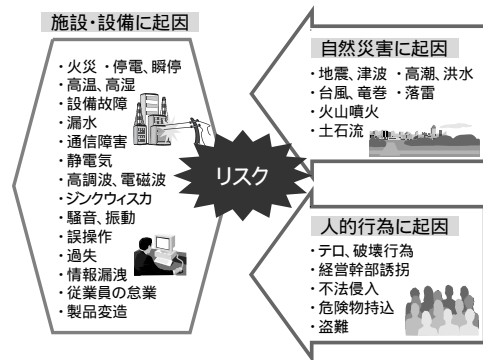 施設・設備に起因
・火災 ・停電、瞬停
・高温、高湿
・設備故障
・漏水
・通信障害
・静電気
・高調波、電磁波
・ジンクウィスカ
・騒音、振動
・誤操作
・過失
・情報漏洩
・従業員の怠業
・製品変造
リスク
自然災害に起因
・地震、津波 ・高潮、洪水
・台風、竜巻 ・落雷
・火山噴火
・土石流
人的行為に起因
・テロ、破壊行為
・経営幹部誘拐
・不法侵入
・危険物持込
・盗難